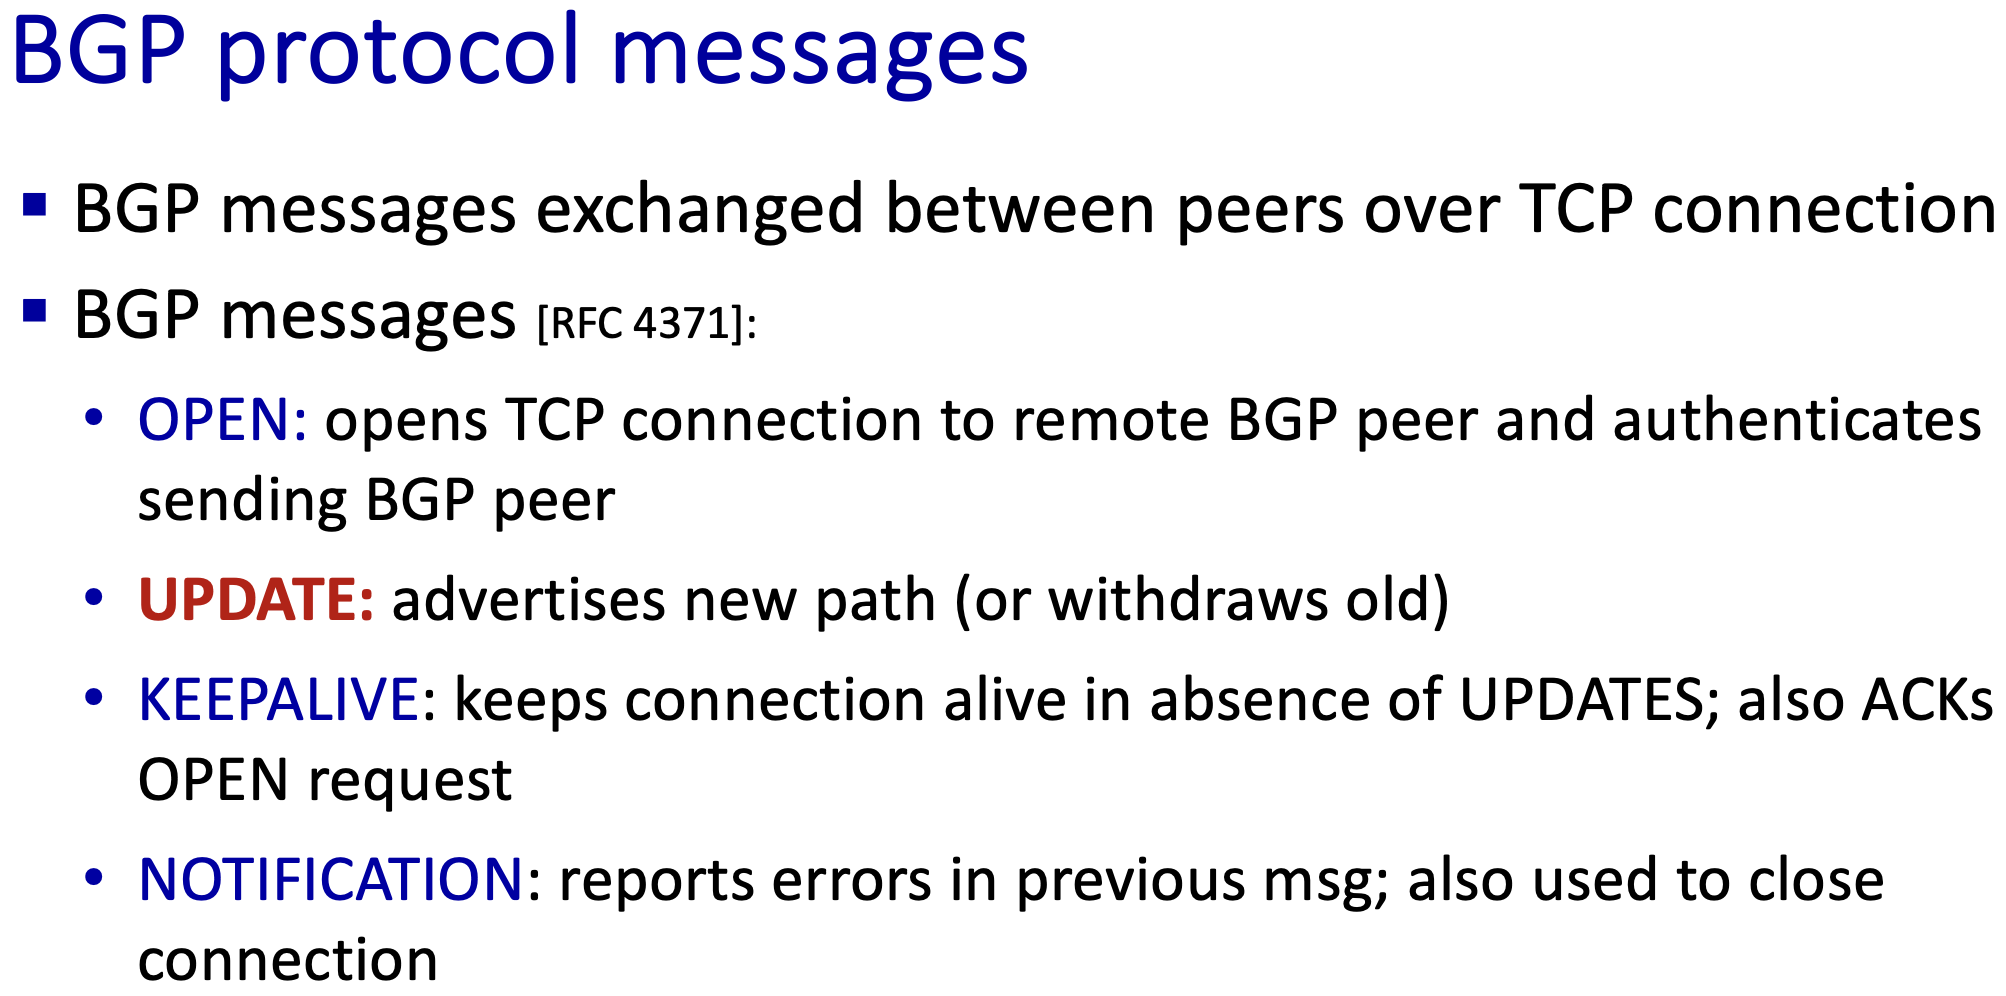 BGP protocol messages
▪ BGP messages exchanged between peers over TCP connection
▪ BGP messages [RFC 4371]:
• OPEN: opens TCP connection to remote BGP peer and authenticates
sending BGP peer
• UPDATE: advertises new path (or withdraws old)
• KEEPALIVE: keeps connection alive in absence of UPDATES; also ACKs
OPEN request
• NOTIFICATION: reports errors in previous msg; also used to close
connection